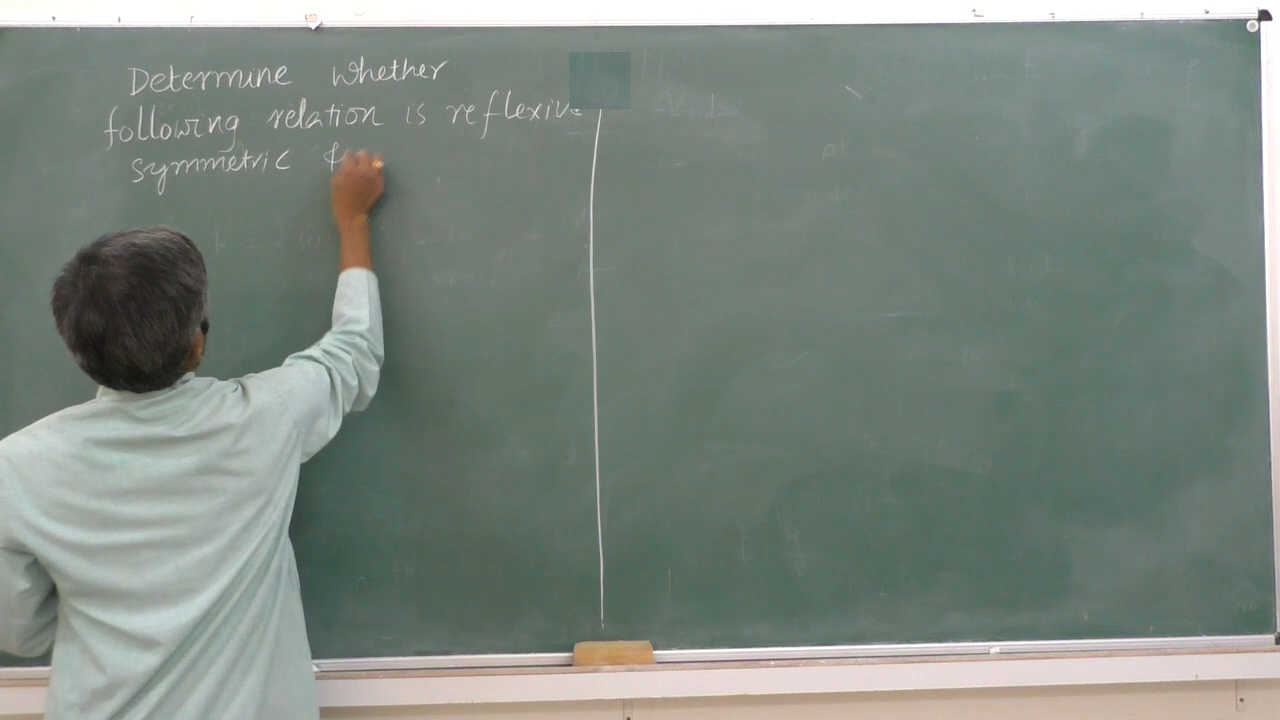 Determine whether
following relation is reflexive
symmetric &